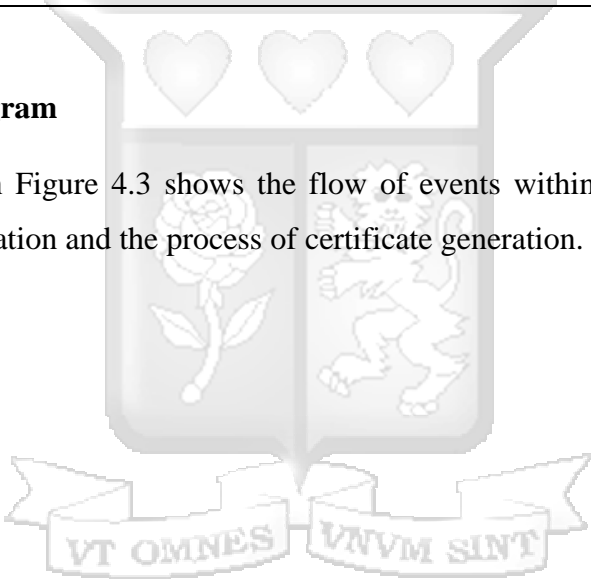 ram
n Figure 4.3 shows the flow of events within
ation and the process of certificate generation.
VT OMNES VNVM SINT